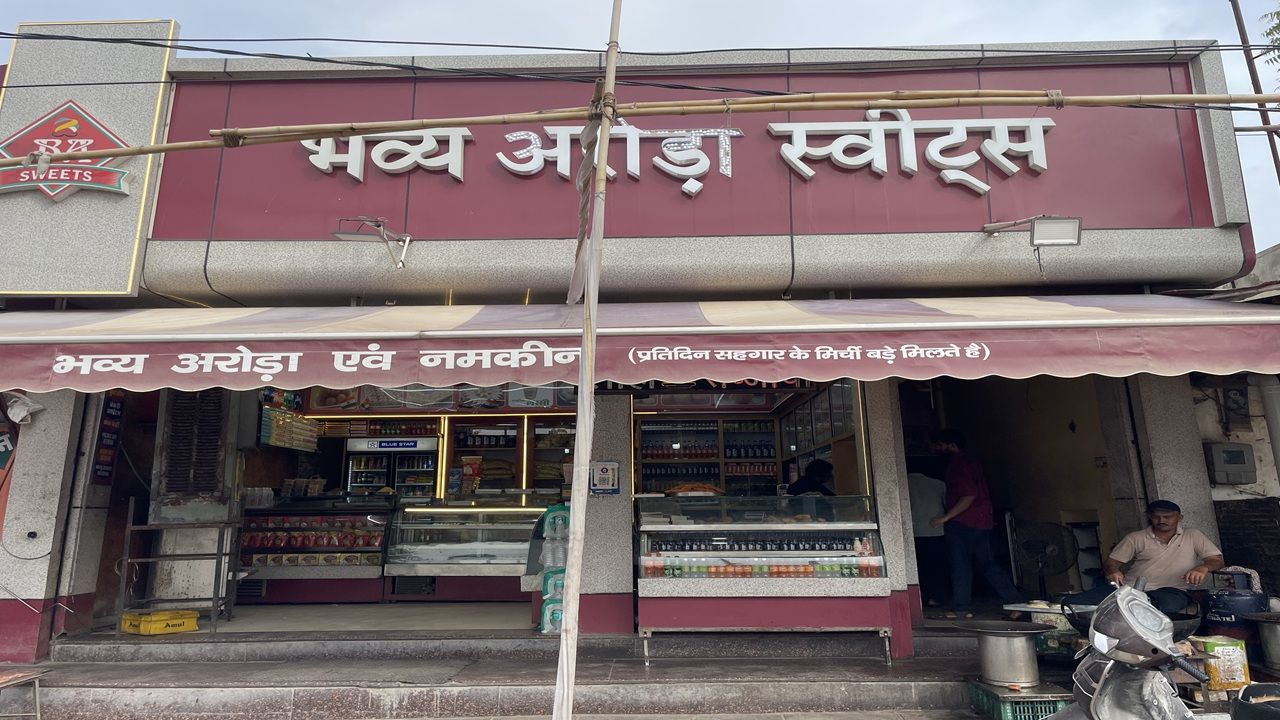 भव्य अरोड़ा स्वीट्स
BA
SWEETS
भव्य अरोड़ा एवं नमकीन (प्रतिदिन सहगार के मिर्ची बड़े मिलते है)
BLUE STAR
Amul